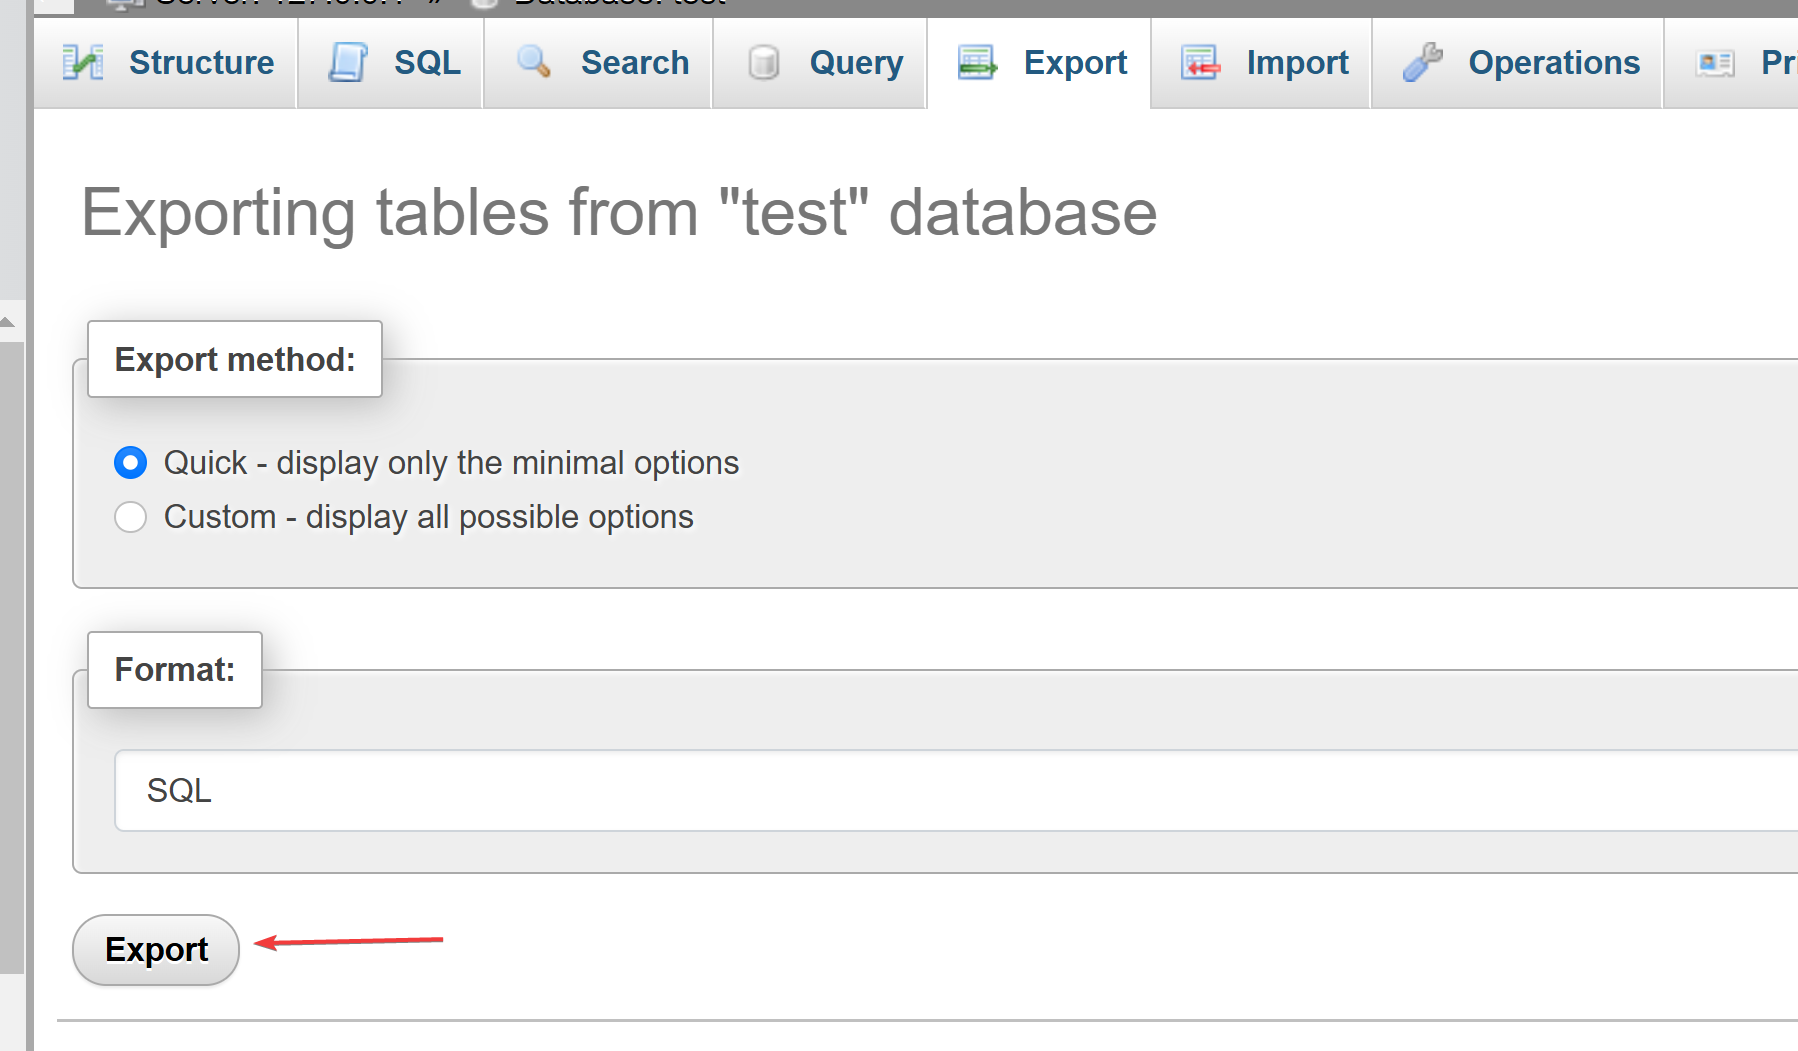 Server: 127.0.0.1 » Database: test
Structure SQL Search Query Export Import Operations
Exporting tables from "test" database
Export method:
Quick - display only the minimal options
Custom - display all possible options
Format:
SQL
Export